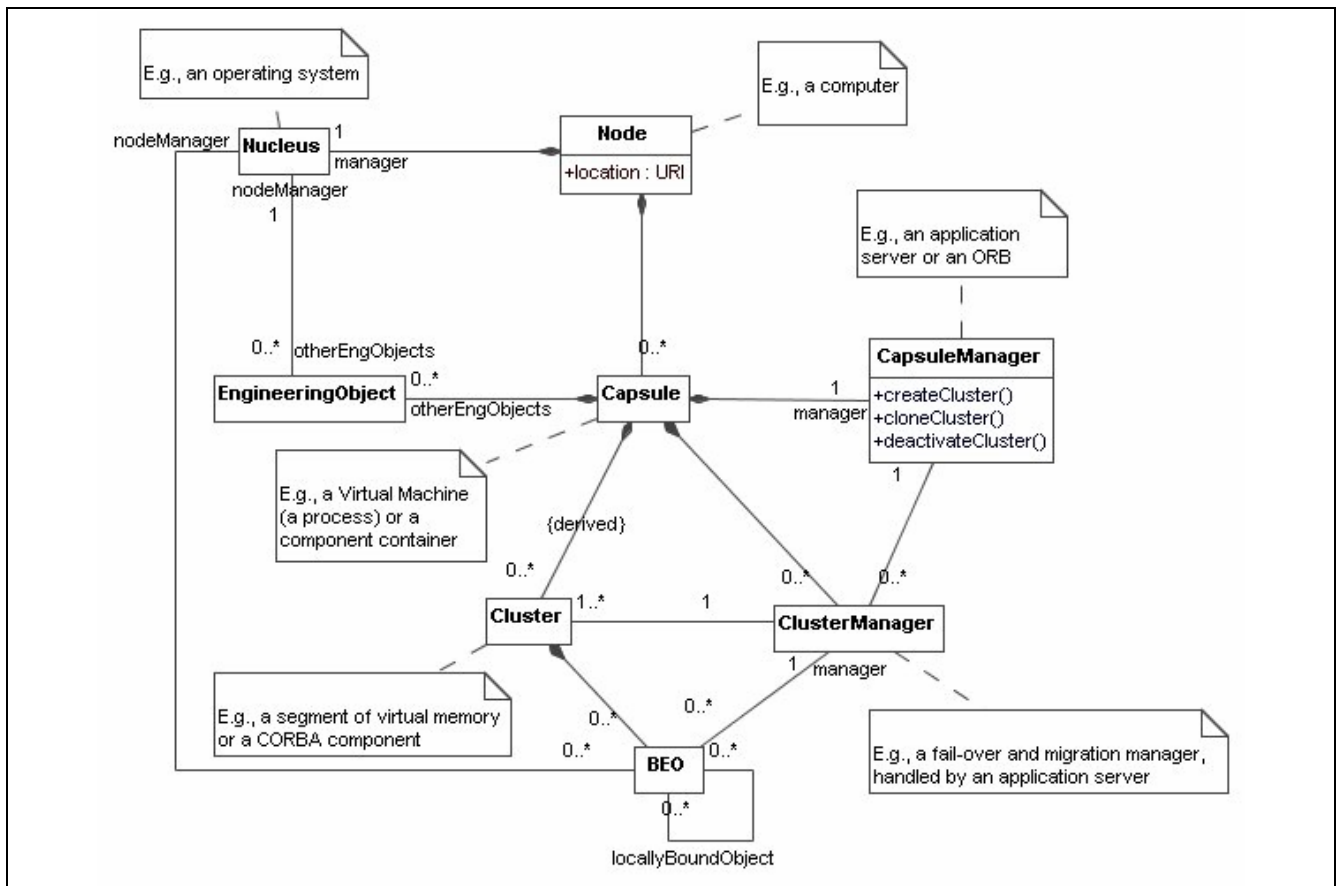 E.g., an operating system
E.g., a computer
nodeManager
Nucleus
1
manager
Node
+location : URI
nodeManager
1
E.g., an application
server or an ORB
0..*
otherEngObjects
0..*
CapsuleManager
+createCluster()
+cloneCluster()
+deactivateCluster()
EngineeringObject
0..*
otherEngObjects
Capsule
1
manager
1
E.g., a Virtual Machine
(a process) or a
component container
{derived}
0..*
0..*
0..*
Cluster
1..*
1
ClusterManager
1
manager
E.g., a segment of virtual memory
or a CORBA component
0..*
0..*
0..*
0..*
BEO
0..*
E.g., a fail-over and migration manager,
handled by an application server
locallyBoundObject